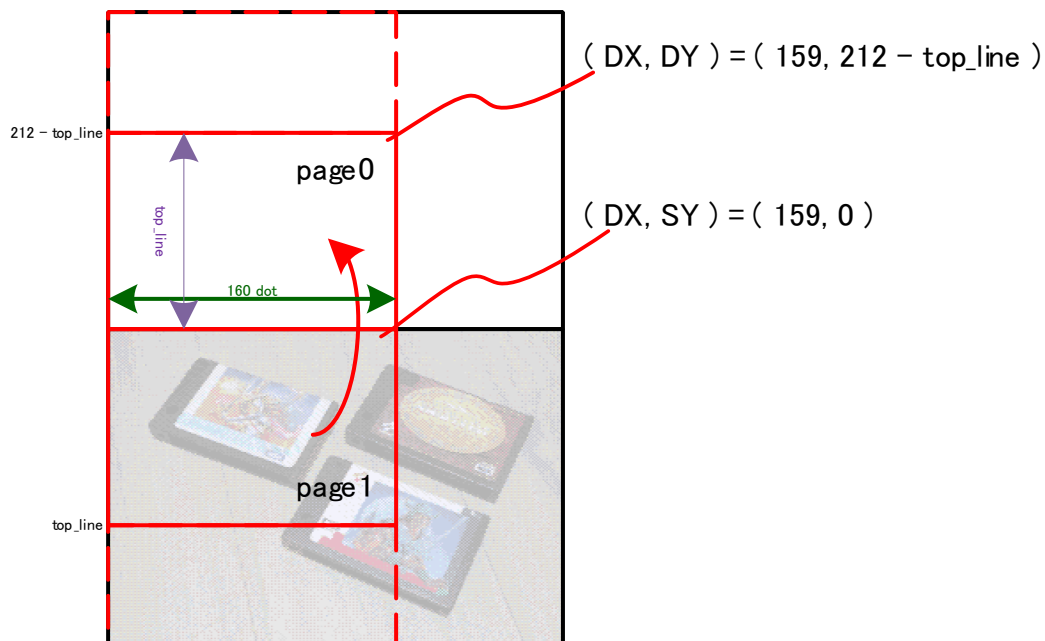 ( DX, DY ) = ( 159, 212 − top_line )
212 − top_line
page0
top_line
( DX, SY ) = ( 159, 0 )
160 dot
page1
top_line